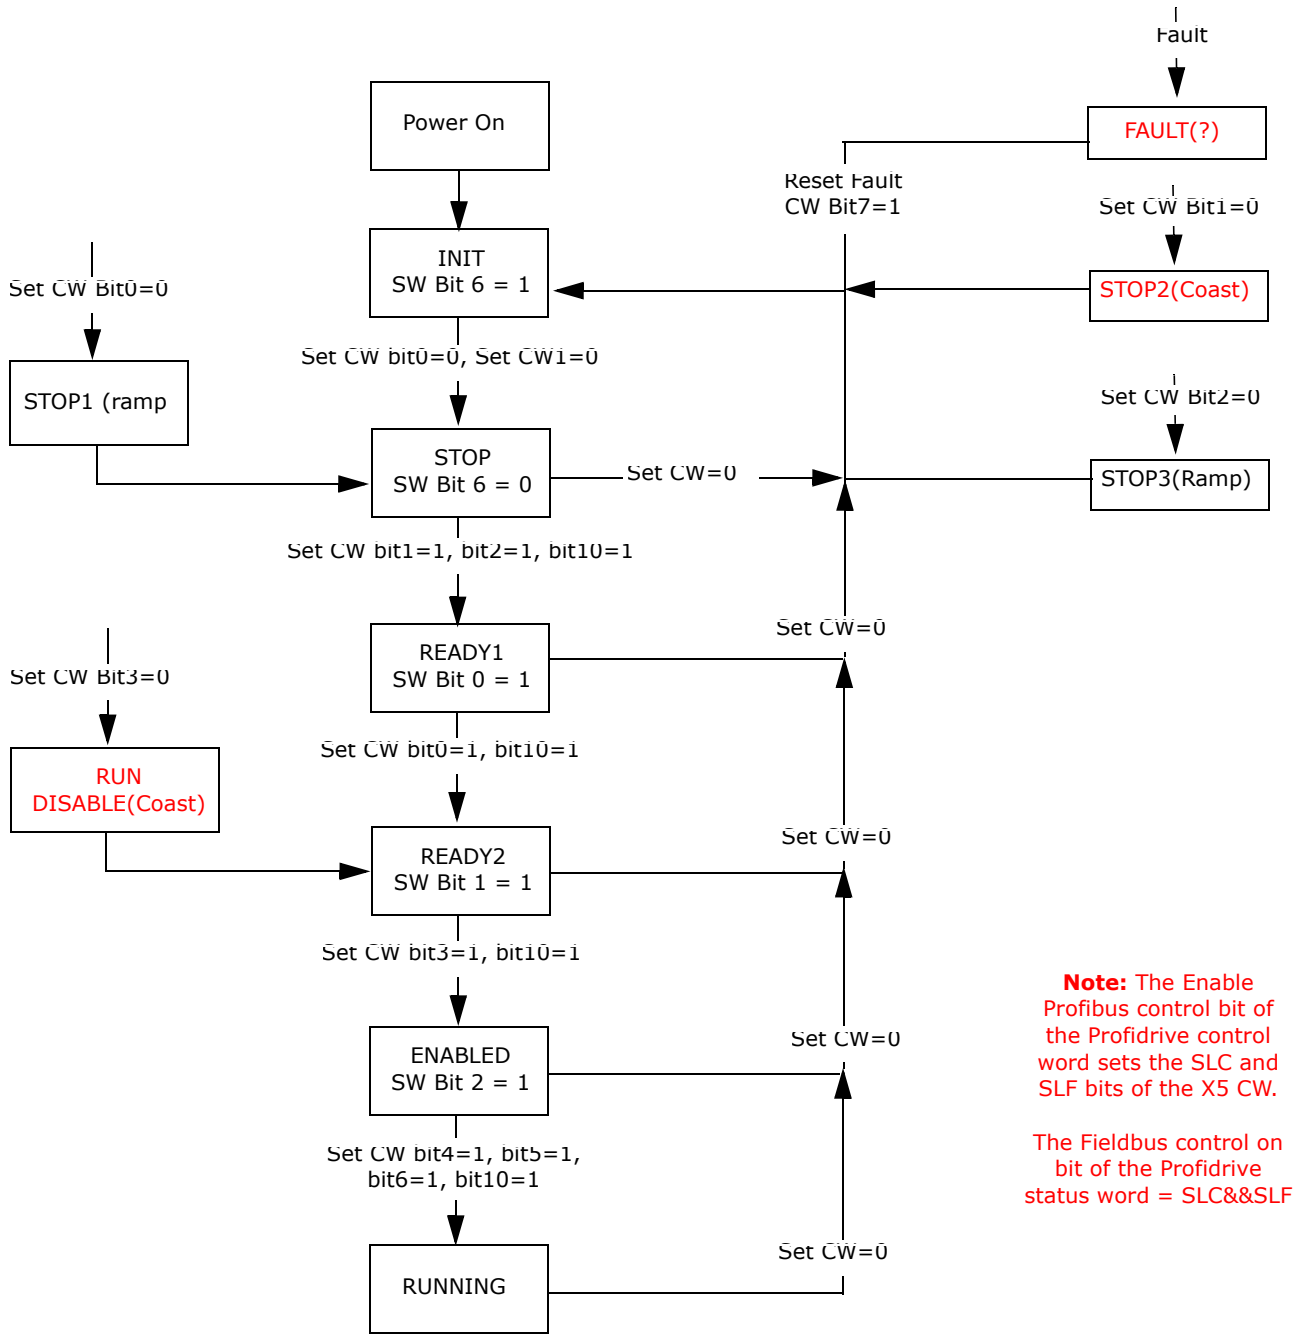 Fault
Power On
FAULT(?)
Reset Fault
CW Bit7=1
Set CW Bit1=0
INIT
SW Bit 6 = 1
Set CW Bit0=0
STOP2(Coast)
Set CW bit0=0, Set CW1=0
STOP1 (ramp
Set CW Bit2=0
STOP
SW Bit 6 = 0
Set CW=0
STOP3(Ramp)
Set CW bit1=1, bit2=1, bit10=1
Set CW=0
READY1
SW Bit 0 = 1
Set CW Bit3=0
Set CW bit0=1, bit10=1
RUN
DISABLE(Coast)
Set CW=0
READY2
SW Bit 1 = 1
Set CW bit3=1, bit10=1
Note: The Enable
Profibus control bit of
the Profidrive control
word sets the SLC and
SLF bits of the X5 CW.
Set CW=0
ENABLED
SW Bit 2 = 1
The Fieldbus control on
bit of the Profidrive
status word = SLC&&SLF
Set CW bit4=1, bit5=1,
bit6=1, bit10=1
Set CW=0
RUNNING